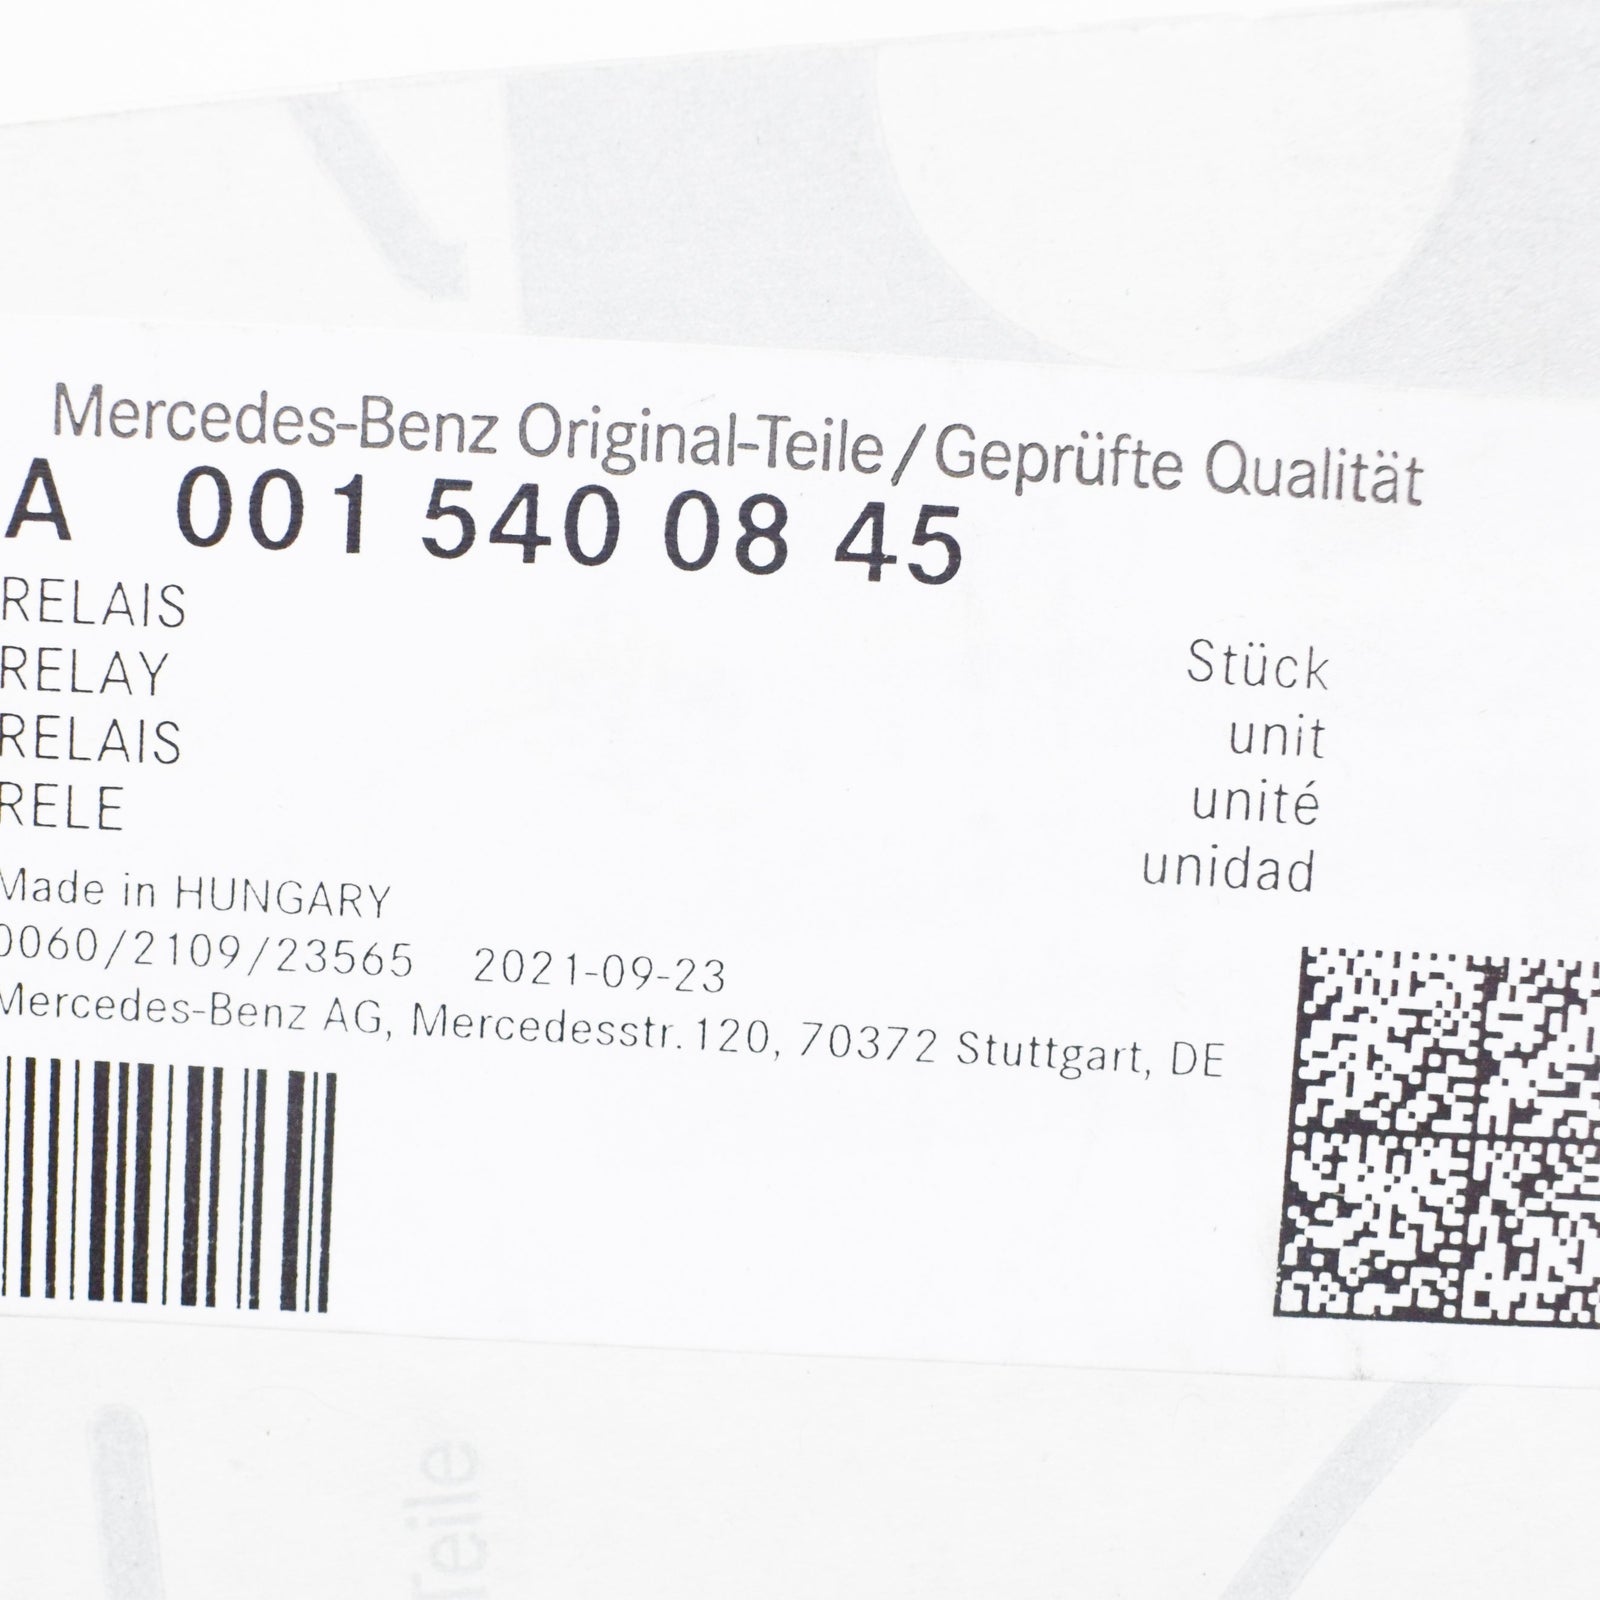 Mercedes-Benz Original-Teile/Geprüfte Qualität
A 001 540 08 45
RELAIS
RELAY
RELAIS
RELE
Stück
unit
unité
unidad
Made in HUNGARY
0060/2109/23565 2021-09-23
Mercedes-Benz AG, Mercedesstr.120, 70372 Stuttgart, DE
Teile